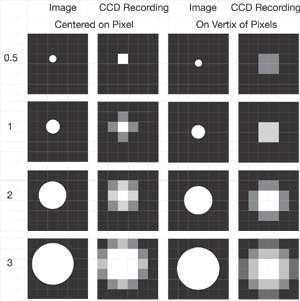 Image CCD Recording Image CCD Recording
Centered on Pixel On Vertix of Pixels
0.5
1
2
3